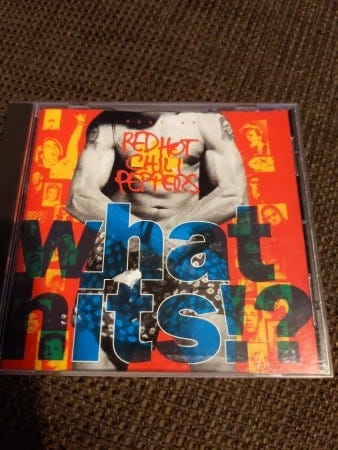 RED HOT
CHILI
PEPPERS
what
hits!?